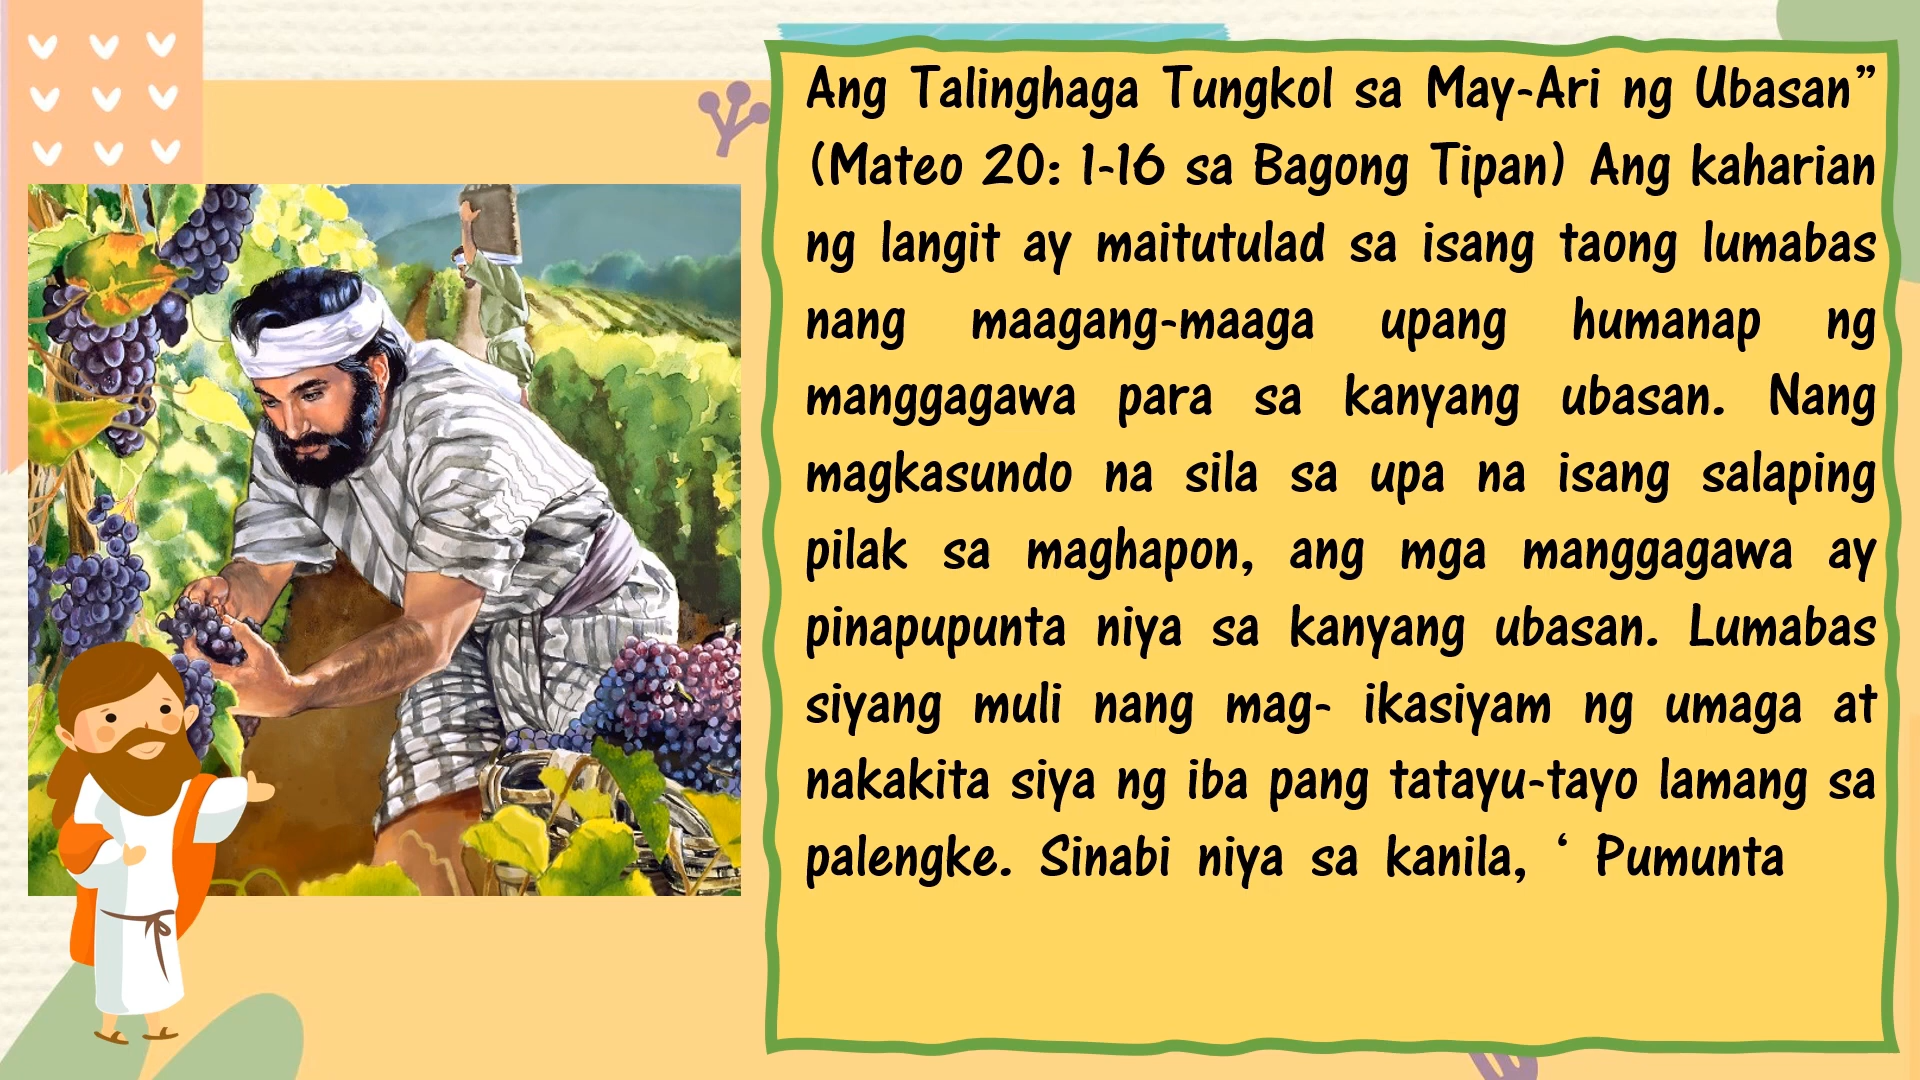 Ang Talinghaga Tungkol sa May-Ari ng Ubasan”
(Mateo 20: 1-16 sa Bagong Tipan) Ang kaharian
ng langit ay maitutulad sa isang taong lumabas
nang maagang-maaga upang humanap ng
manggagawa para sa kanyang ubasan. Nang
magkasundo na sila sa upa na isang salaping
pilak sa maghapon, ang mga manggagawa ay
pinapupunta niya sa kanyang ubasan. Lumabas
siyang muli nang mag- ikasiyam ng umaga at
nakakita siya ng iba pang tatayu-tayo lamang sa
palengke. Sinabi niya sa kanila, ‘ Pumunta